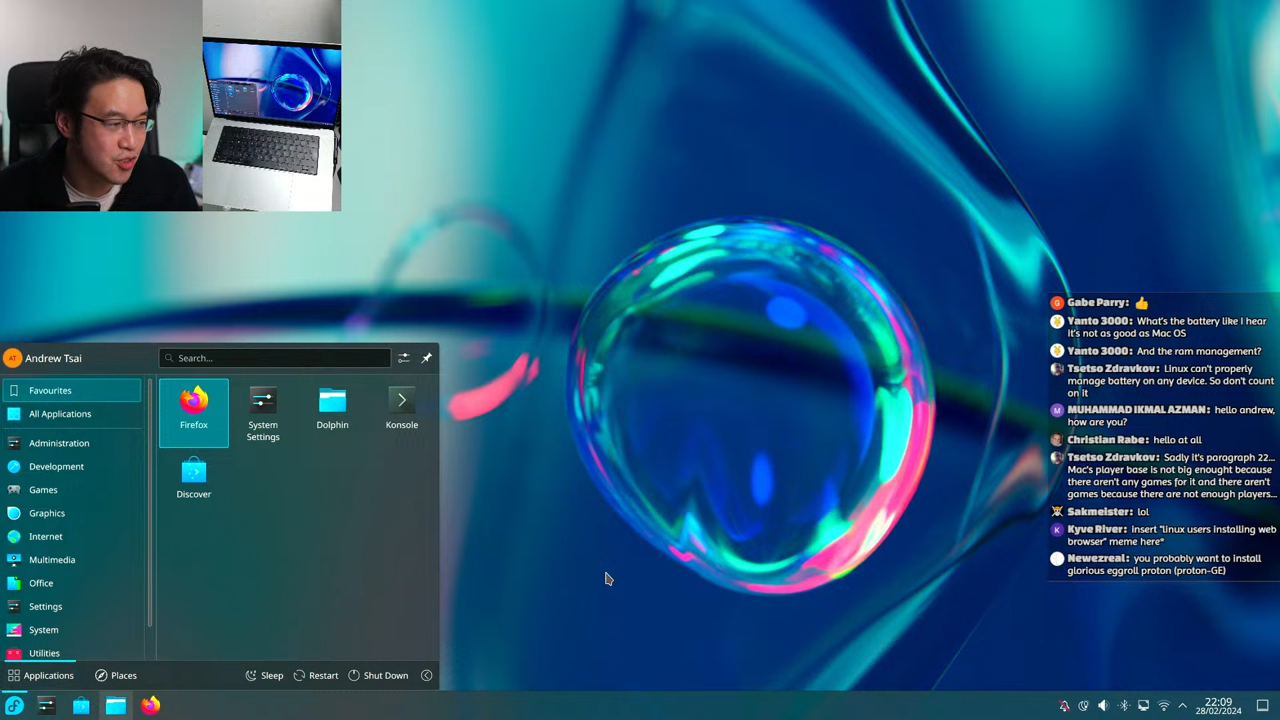 AT
Andrew Tsai
Search...
Favourites
All Applications
Administration
Development
Games
Graphics
Internet
Multimedia
Office
Settings
System
Utilities
Firefox
System
Settings
Dolphin
Konsole
Discover
Applications
Places
Sleep
Restart
Shut Down
G Gabe Parry: 👍
Yanto 3000: What's the battery like I hear
it's not as good as Mac OS
Yanto 3000: And the ram management?
Tsetso Zdravkov: Linux can't properly
manage battery on any device. So don't count
on it
M MUHAMMAD IKMAL AZMAN: hello andrew,
how are you?
Christian Rabe: hello at all
Tsetso Zdravkov: Sadly it's paragraph 22...
Mac's player base is not big enought because
there aren't any games for it and there aren't
games because there are not enough players...
Sakmeister: lol
K Kyve River: insert "linux users installing web
browser" meme here*
Newezreal: you probably want to install
glorious eggroll proton (proton-GE)
22:09
28/02/2024